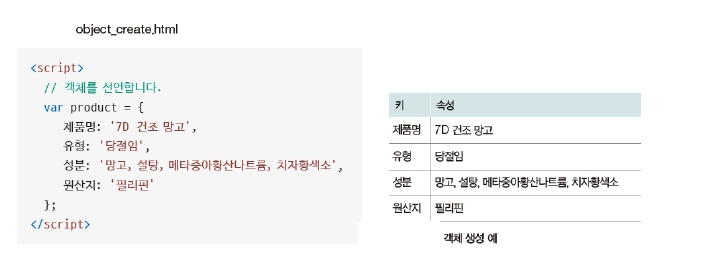 object_create.html
<script>
// 객체를 선언합니다.
var product = {
제품명: '7D 건조 망고',
유형: '당절임',
성분: '망고, 설탕, 메타중아황산나트륨, 치자황색소',
원산지: '필리핀'
};
</script>
키 속성
제품명 7D 건조 망고
유형 당절임
성분 망고, 설탕, 메타중아황산나트륨, 치자황색소
원산지 필리핀
객체 생성 예